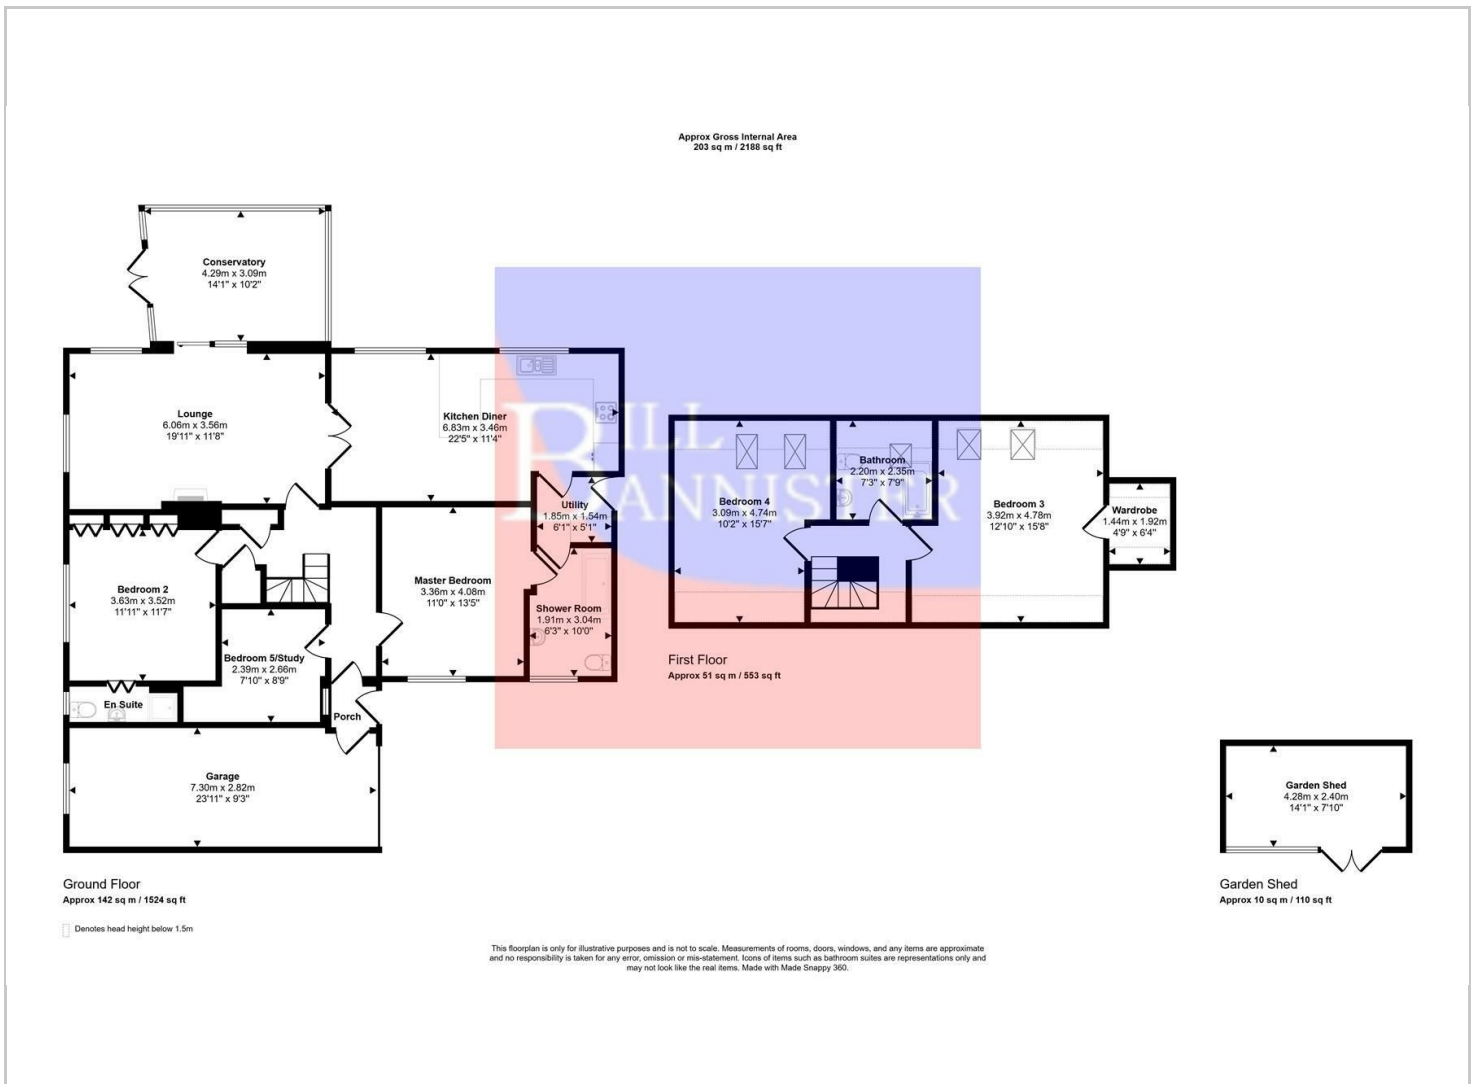 Approx Gross Internal Area
203 sq m / 2188 sq ft
Conservatory
4.29m x 3.09m
14'1" x 10'2"
Lounge
6.06m x 3.56m
19'11" x 11'8"
Kitchen Diner
6.83m x 3.46m
22'5" x 11'4"
Utility
1.85m x 1.54m
6'1" x 5'1"
Bedroom 2
3.63m x 3.52m
11'11" x 11'7"
Master Bedroom
3.36m x 4.08m
11'0" x 13'5"
Shower Room
1.91m x 3.04m
6'3" x 10'0"
Bedroom 5/Study
2.39m x 2.66m
7'10" x 8'9"
En Suite
Porch
Garage
7.30m x 2.82m
23'11" x 9'3"
Ground Floor
Approx 142 sq m / 1524 sq ft
Denotes head height below 1.5m
BILL
BANNISTER
Bedroom 4
3.09m x 4.74m
10'2" x 15'7"
Bathroom
2.20m x 2.35m
7'3" x 7'9"
Bedroom 3
3.92m x 4.78m
12'10" x 15'8"
Wardrobe
1.44m x 1.92m
4'9" x 6'4"
First Floor
Approx 51 sq m / 553 sq ft
Garden Shed
4.28m x 2.40m
14'1" x 7'10"
Garden Shed
Approx 10 sq m / 110 sq ft
This floorplan is only for illustrative purposes and is not to scale. Measurements of rooms, doors, windows, and any items are approximate
and no responsibility is taken for any error, omission or mis-statement. Icons of items such as bathroom suites are representations only and
may not look like the real items. Made with Made Snappy 360.